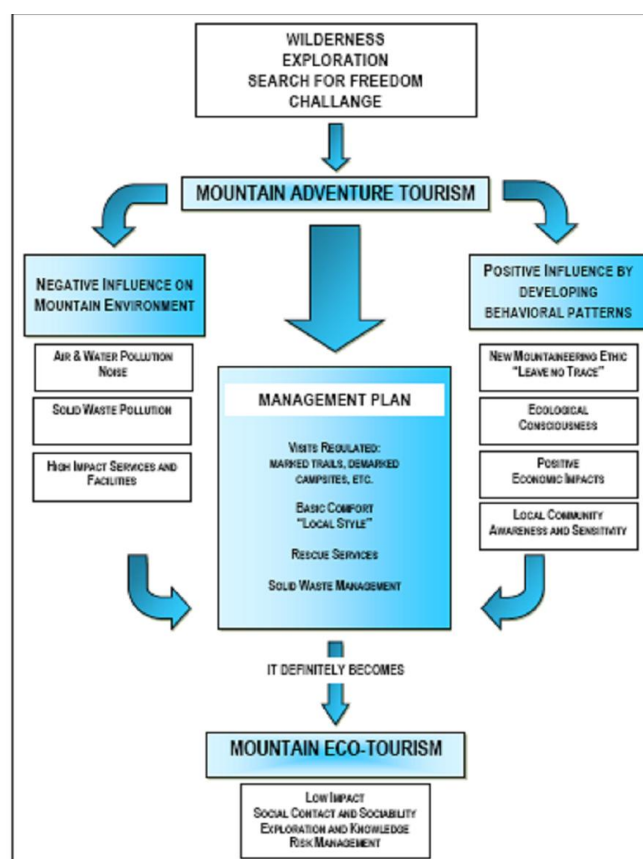 WILDERNESS
EXPLORATION
SEARCH FOR FREEDOM
CHALLANGE
MOUNTAIN ADVENTURE TOURISM
NEGATIVE INFLUENCE ON
MOUNTAIN ENVIRONMENT
AIR & WATER POLLUTION
NOISE
SOLID WASTE POLLUTION
HIGH IMPACT SERVICES AND
FACILITIES
MANAGEMENT PLAN
VISITS REGULATED:
MARKED TRAILS, DEMARKED
CAMPSITES, ETC.
BASIC COMFORT
"LOCAL STYLE"
RESCUE SERVICES
SOLID WASTE MANAGEMENT
POSITIVE INFLUENCE BY
DEVELOPING
BEHAVIORAL PATTERNS
NEW MOUNTAINEERING ETHIC
"LEAVE NO TRACE"
ECOLOGICAL
CONSCIOUSNESS
POSITIVE
ECONOMIC IMPACTS
LOCAL COMMUNITY
AWARENESS AND SENSITIVITY
IT DEFINITELY BECOMES
MOUNTAIN ECO-TOURISM
LOW IMPACT
SOCIAL CONTACT AND SOCIABILITY
EXPLORATION AND KNOWLEDGE
RISK MANAGEMENT